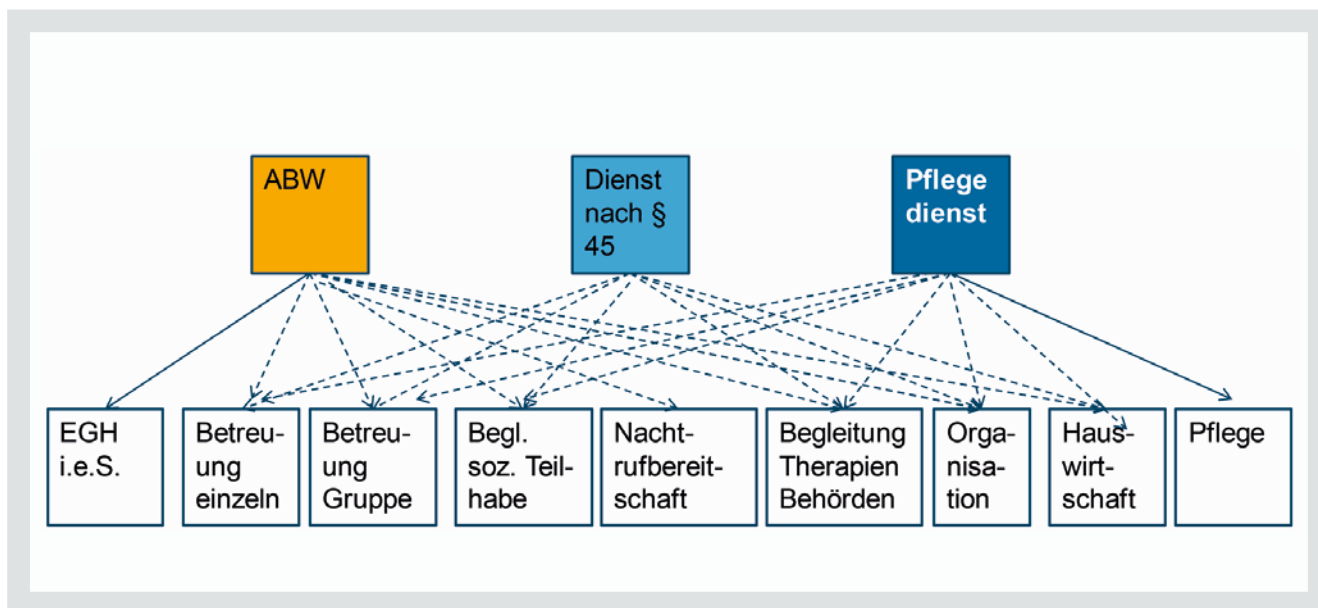 ABW
Dienst
nach §
45
Pflege
dienst
EGH
i.e.S.
Betreu-
ung
einzeln
Betreu-
ung
Gruppe
Begl.
soz. Teil-
habe
Nacht-
rufbereit-
schaft
Begleitung
Therapien
Behörden
Orga-
nisa-
tion
Haus-
wirt-
schaft
Pflege